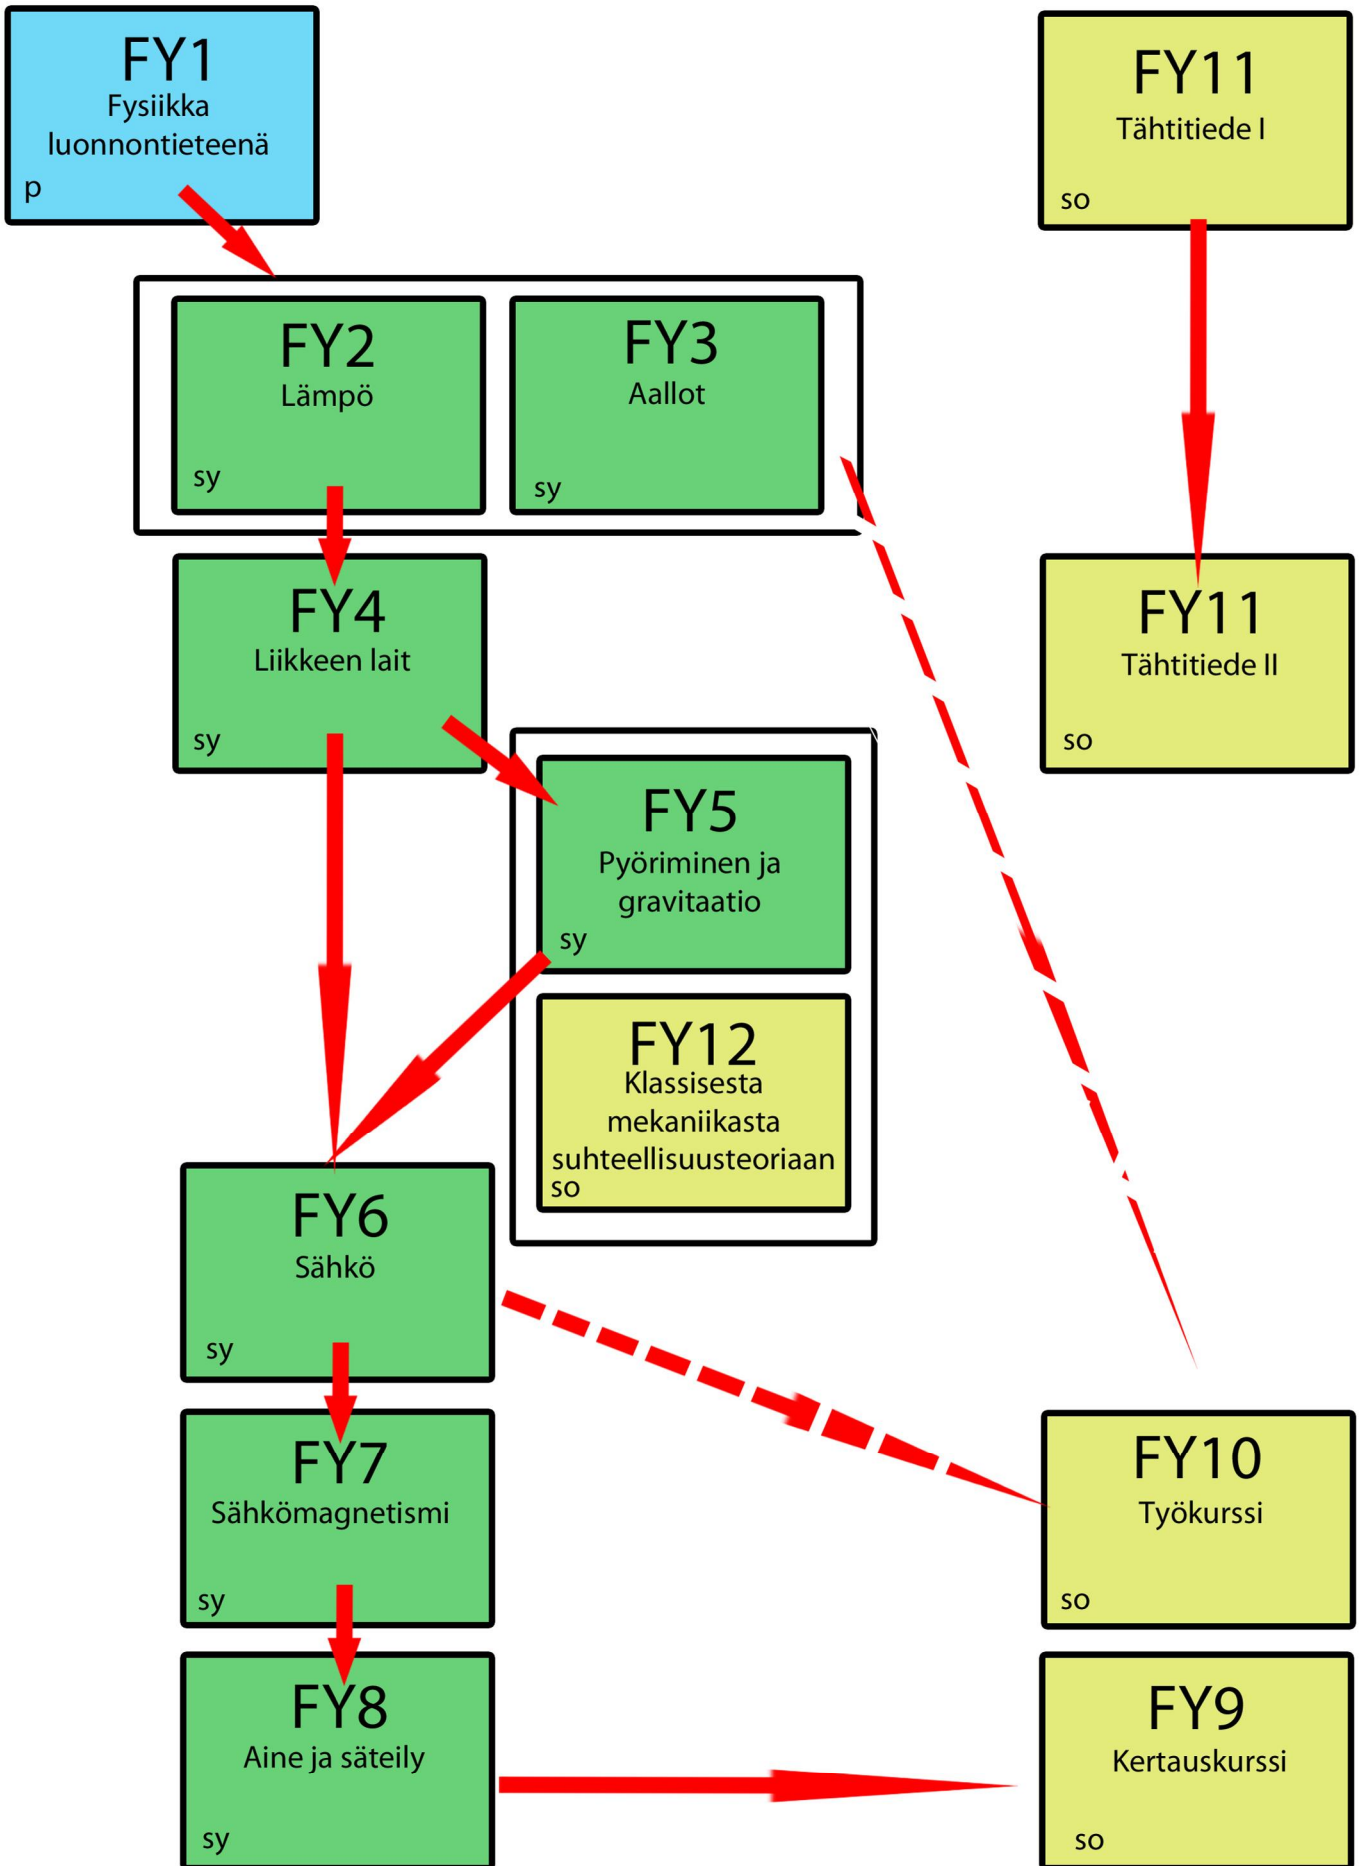 FY1
Fysiikka
luonnontieteenä
p
FY11
Tähtitiede I
so
FY2
Lämpö
sy
FY3
Aallot
sy
FY4
Liikkeen lait
sy
FY11
Tähtitiede II
so
FY5
Pyöriminen ja
gravitaatio
sy
FY12
Klassisesta
mekaniikasta
suhteellisuusteoriaan
so
FY6
Sähkö
sy
FY7
Sähkömagnetismi
sy
FY10
Työkurssi
so
FY8
Aine ja säteily
sy
FY9
Kertauskurssi
so